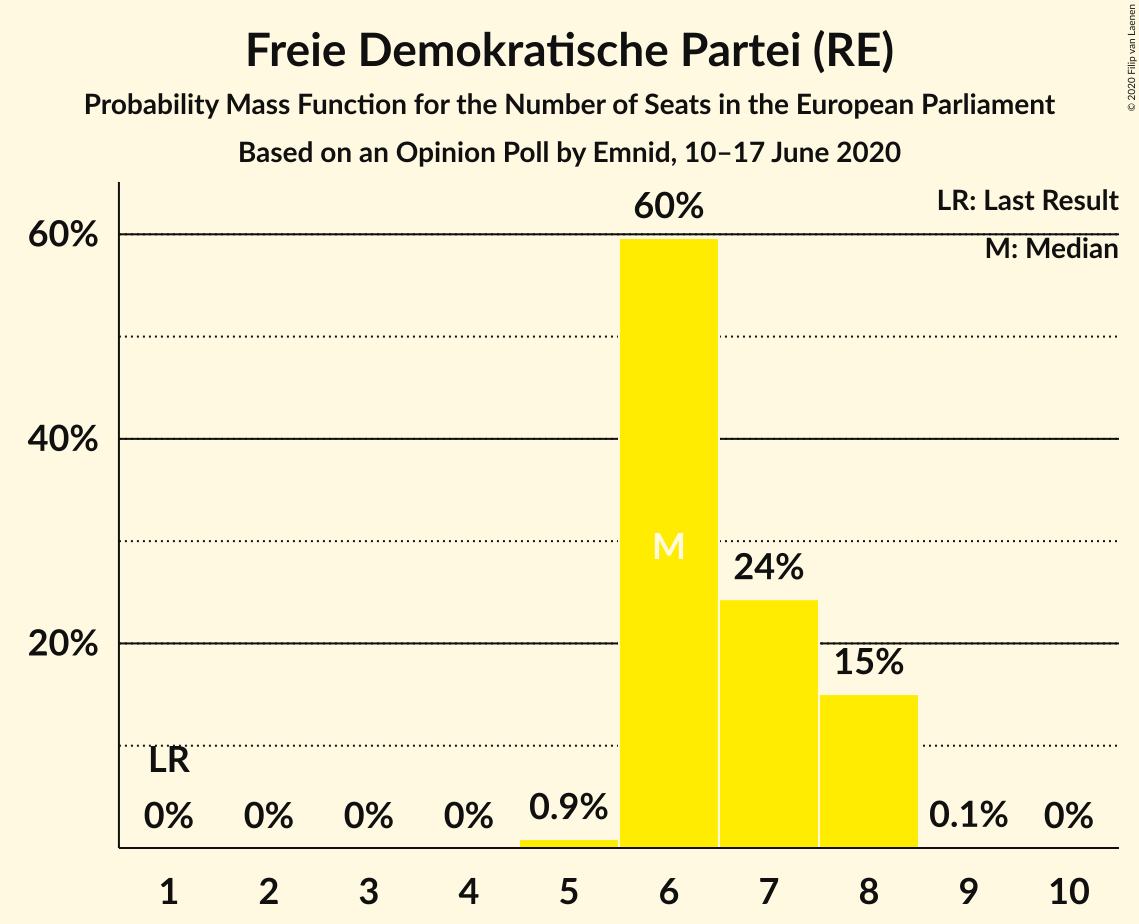 Freie Demokratische Partei (RE)
Probability Mass Function for the Number of Seats in the European Parliament
Based on an Opinion Poll by Emnid, 10–17 June 2020
© 2020 Filip van Laenen
LR: Last Result
M: Median
60%
40%
20%
60%
M
24%
15%
LR
0%
0%
0%
0%
0.9%
0.1%
0%
1 2 3 4 5 6 7 8 9 10